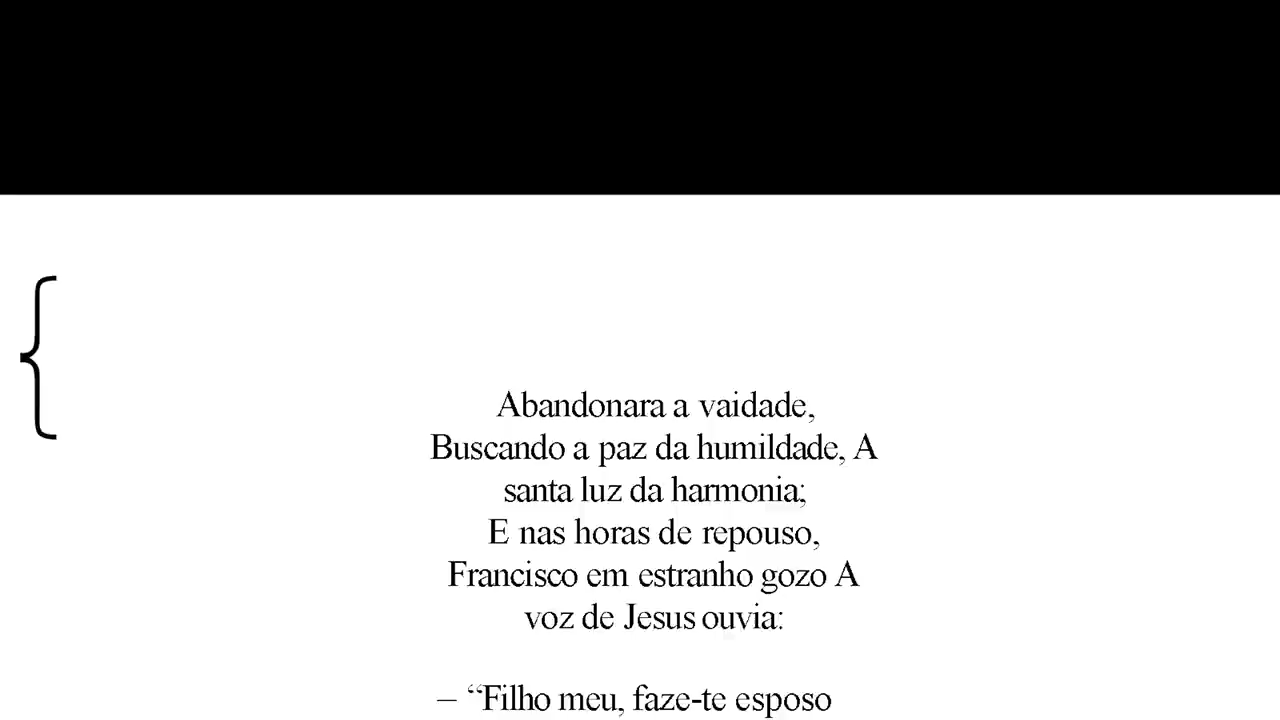 Abandonara a vaidade,
Buscando a paz da humildade, A
santa luz da harmonia;
E nas horas de repouso,
Francisco em estranho gozo A
voz de Jesus ouvia:
– “Filho meu, faze-te esposo